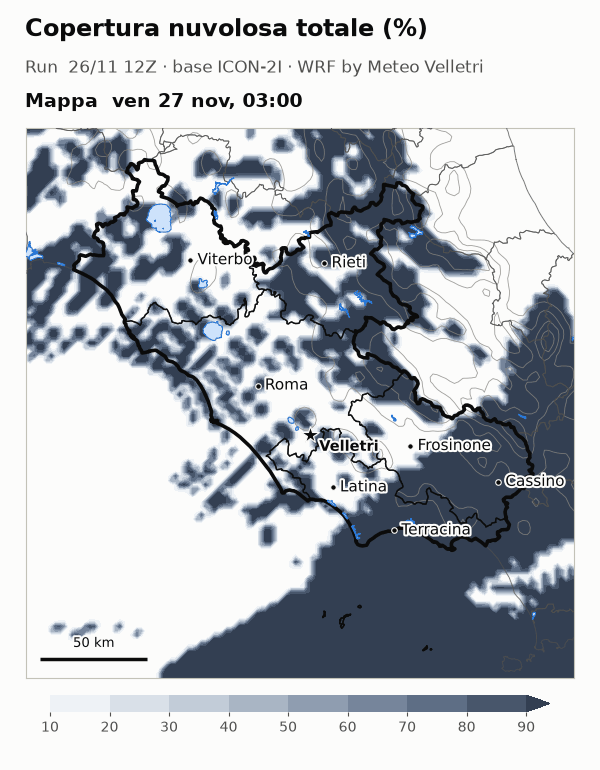 Copertura nuvolosa totale (%)
Run  26/11 12Z · base ICON-2I · WRF by Meteo Velletri
Mappa  ven 27 nov, 03:00
Viterbo
Rieti
Roma
Velletri
Frosinone
Latina
Cassino
Terracina
50 km
10 20 30 40 50 60 70 80 90